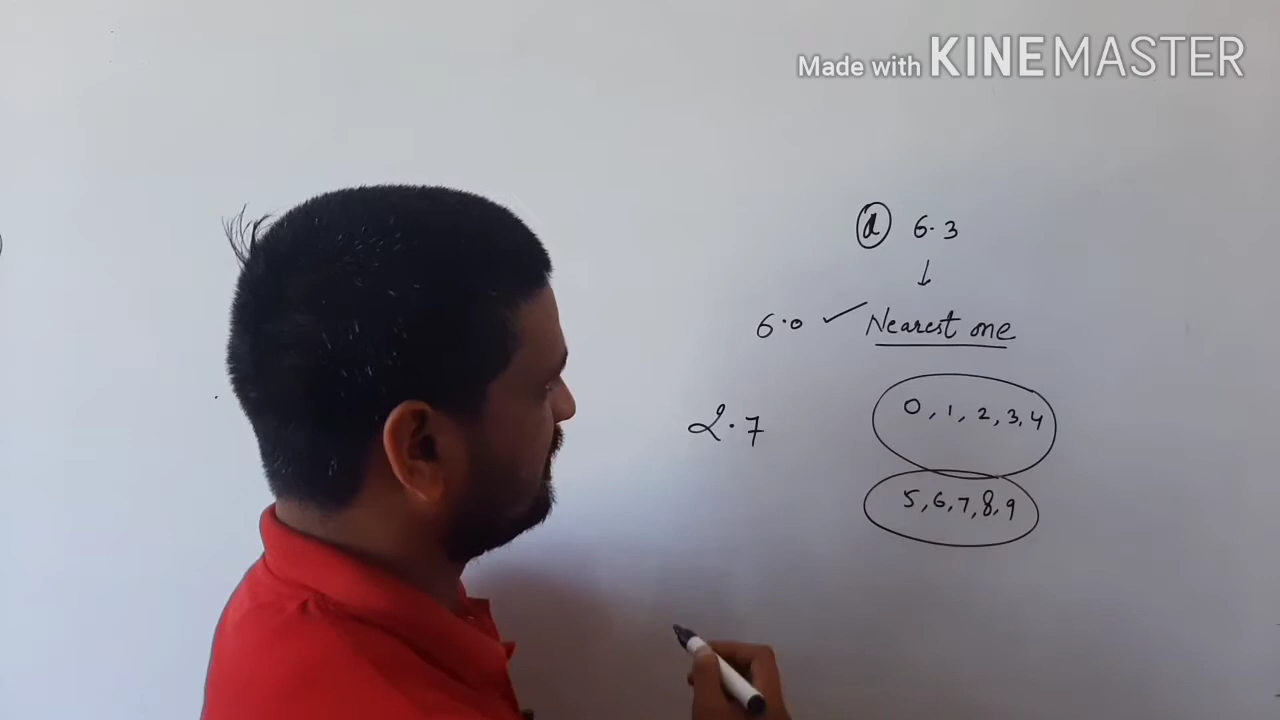 Made with KINEMASTER
a 6.3
↓
6.0 ✓ Nearest one
0, 1, 2, 3, 4
2.7
5, 6, 7, 8, 9